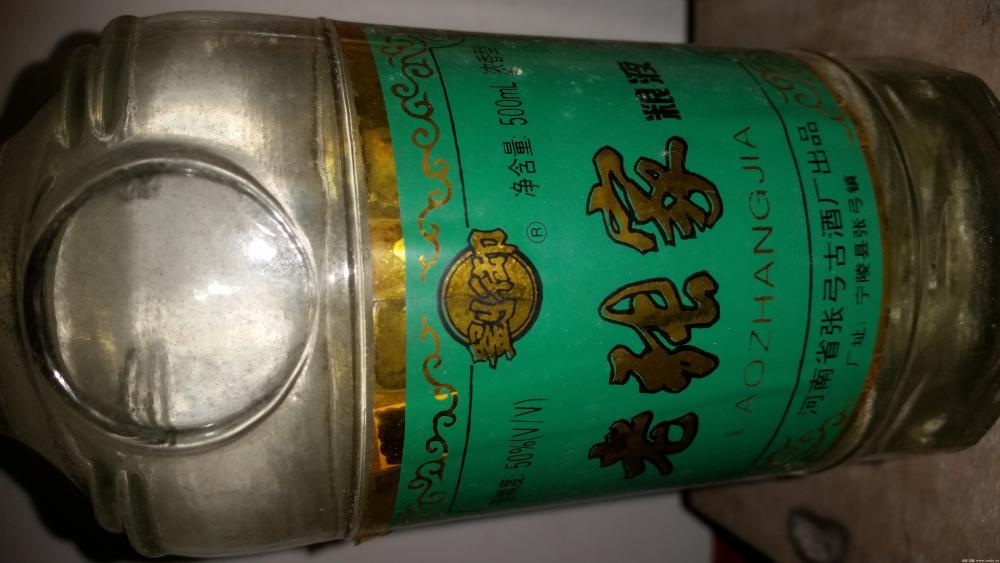 酒精度 50%(V/V) 净含量: 500mL 浓香型
®
老张家 粮液
LAOZHANGJIA
河南省张弓古酒厂出品
厂址: 宁陵县张弓镇